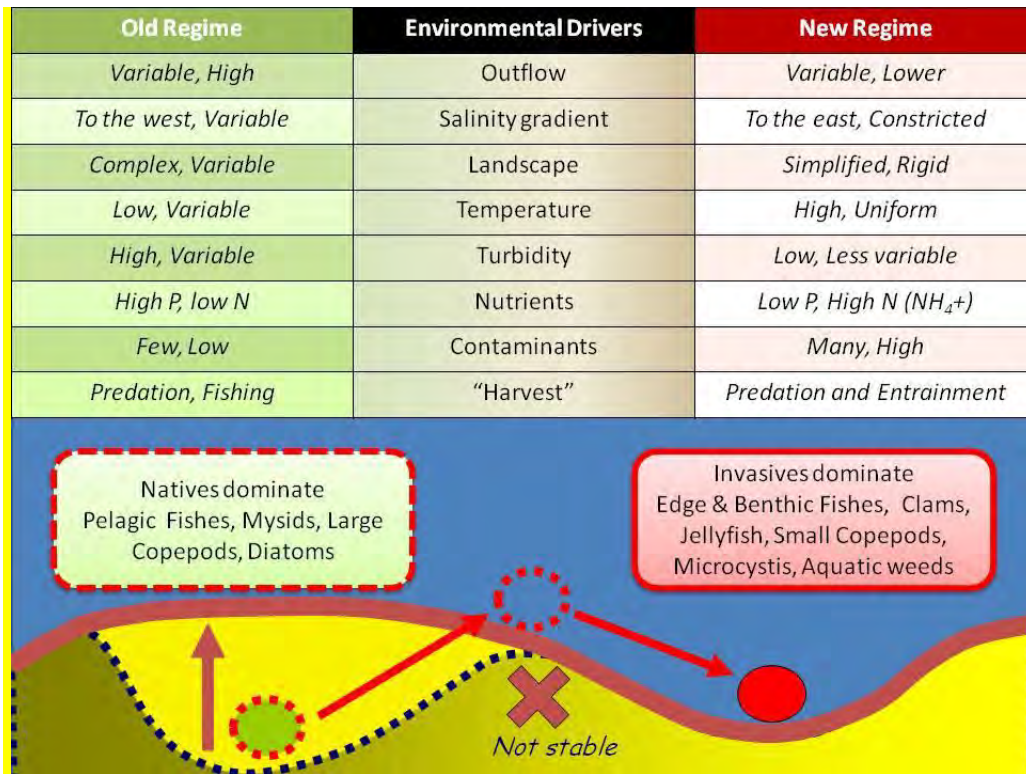 Old Regime Environmental Drivers New Regime
Variable, High Outflow Variable, Lower
To the west, Variable Salinity gradient To the east, Constricted
Complex, Variable Landscape Simplified, Rigid
Low, Variable Temperature High, Uniform
High, Variable Turbidity Low, Less variable
High P, low N Nutrients Low P, High N (NH₄+)
Few, Low Contaminants Many, High
Predation, Fishing “Harvest” Predation and Entrainment
Natives dominate
Pelagic Fishes, Mysids, Large
Copepods, Diatoms
Invasives dominate
Edge & Benthic Fishes, Clams,
Jellyfish, Small Copepods,
Microcystis, Aquatic weeds
Not stable